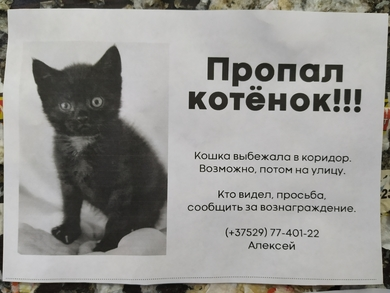 Пропал
котёнок!!!
Кошка выбежала в коридор.
Возможно, потом на улицу.
Кто видел, просьба,
сообщить за вознаграждение.
(+37529) 77-401-22
Алексей